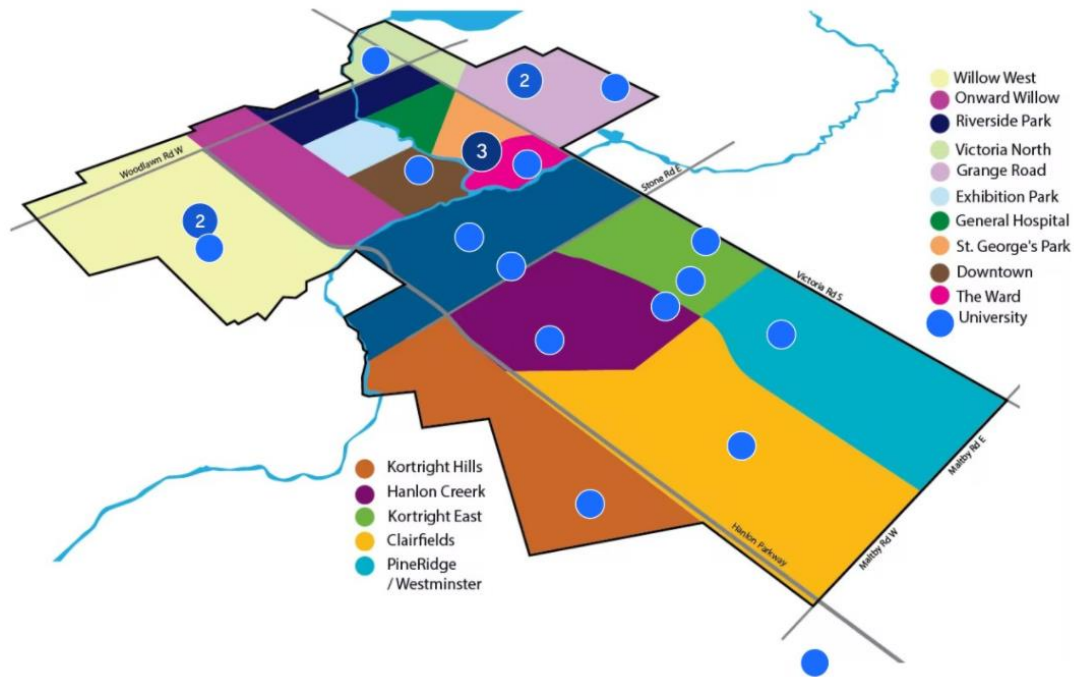 Willow West
Onward Willow
Riverside Park
Victoria North
Grange Road
Exhibition Park
General Hospital
St. George's Park
Downtown
The Ward
University
2
3
Woodlawn Rd W
Stone Rd E
2
Victoria Rd S
Kortright Hills
Hanlon Creerk
Kortright East
Clairfields
PineRidge
/ Westminster
Hanlon Parkway
Maltby Rd W
Maltby Rd E